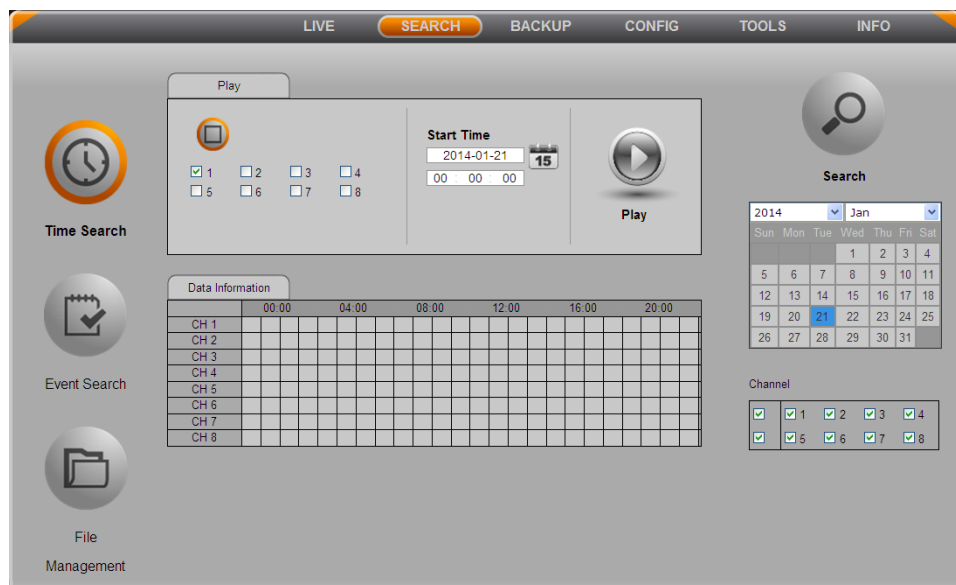 LIVE SEARCH BACKUP CONFIG TOOLS INFO
Play
1 2 3 4
5 6 7 8
Start Time
2014-01-21
15
00 : 00 : 00
Play
Time Search
Event Search
File
Management
Data Information
00:00 04:00 08:00 12:00 16:00 20:00
CH 1
CH 2
CH 3
CH 4
CH 5
CH 6
CH 7
CH 8
Search
2014 Jan
Sun Mon Tue Wed Thu Fri Sat
1 2 3 4
5 6 7 8 9 10 11
12 13 14 15 16 17 18
19 20 21 22 23 24 25
26 27 28 29 30 31
Channel
1 2 3 4
5 6 7 8